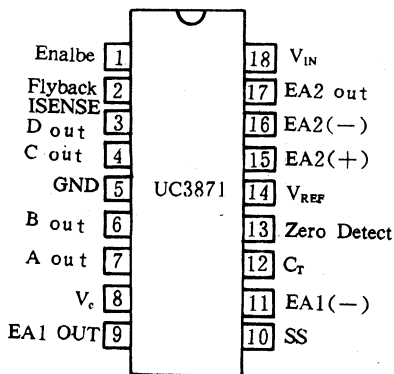 Enalbe 1
Flyback ISENSE 2
D out 3
C out 4
GND 5
B out 6
A out 7
Vc 8
EA1 OUT 9
UC3871
18 VIN
17 EA2 out
16 EA2(−)
15 EA2(+)
14 VREF
13 Zero Detect
12 CT
11 EA1(−)
10 SS